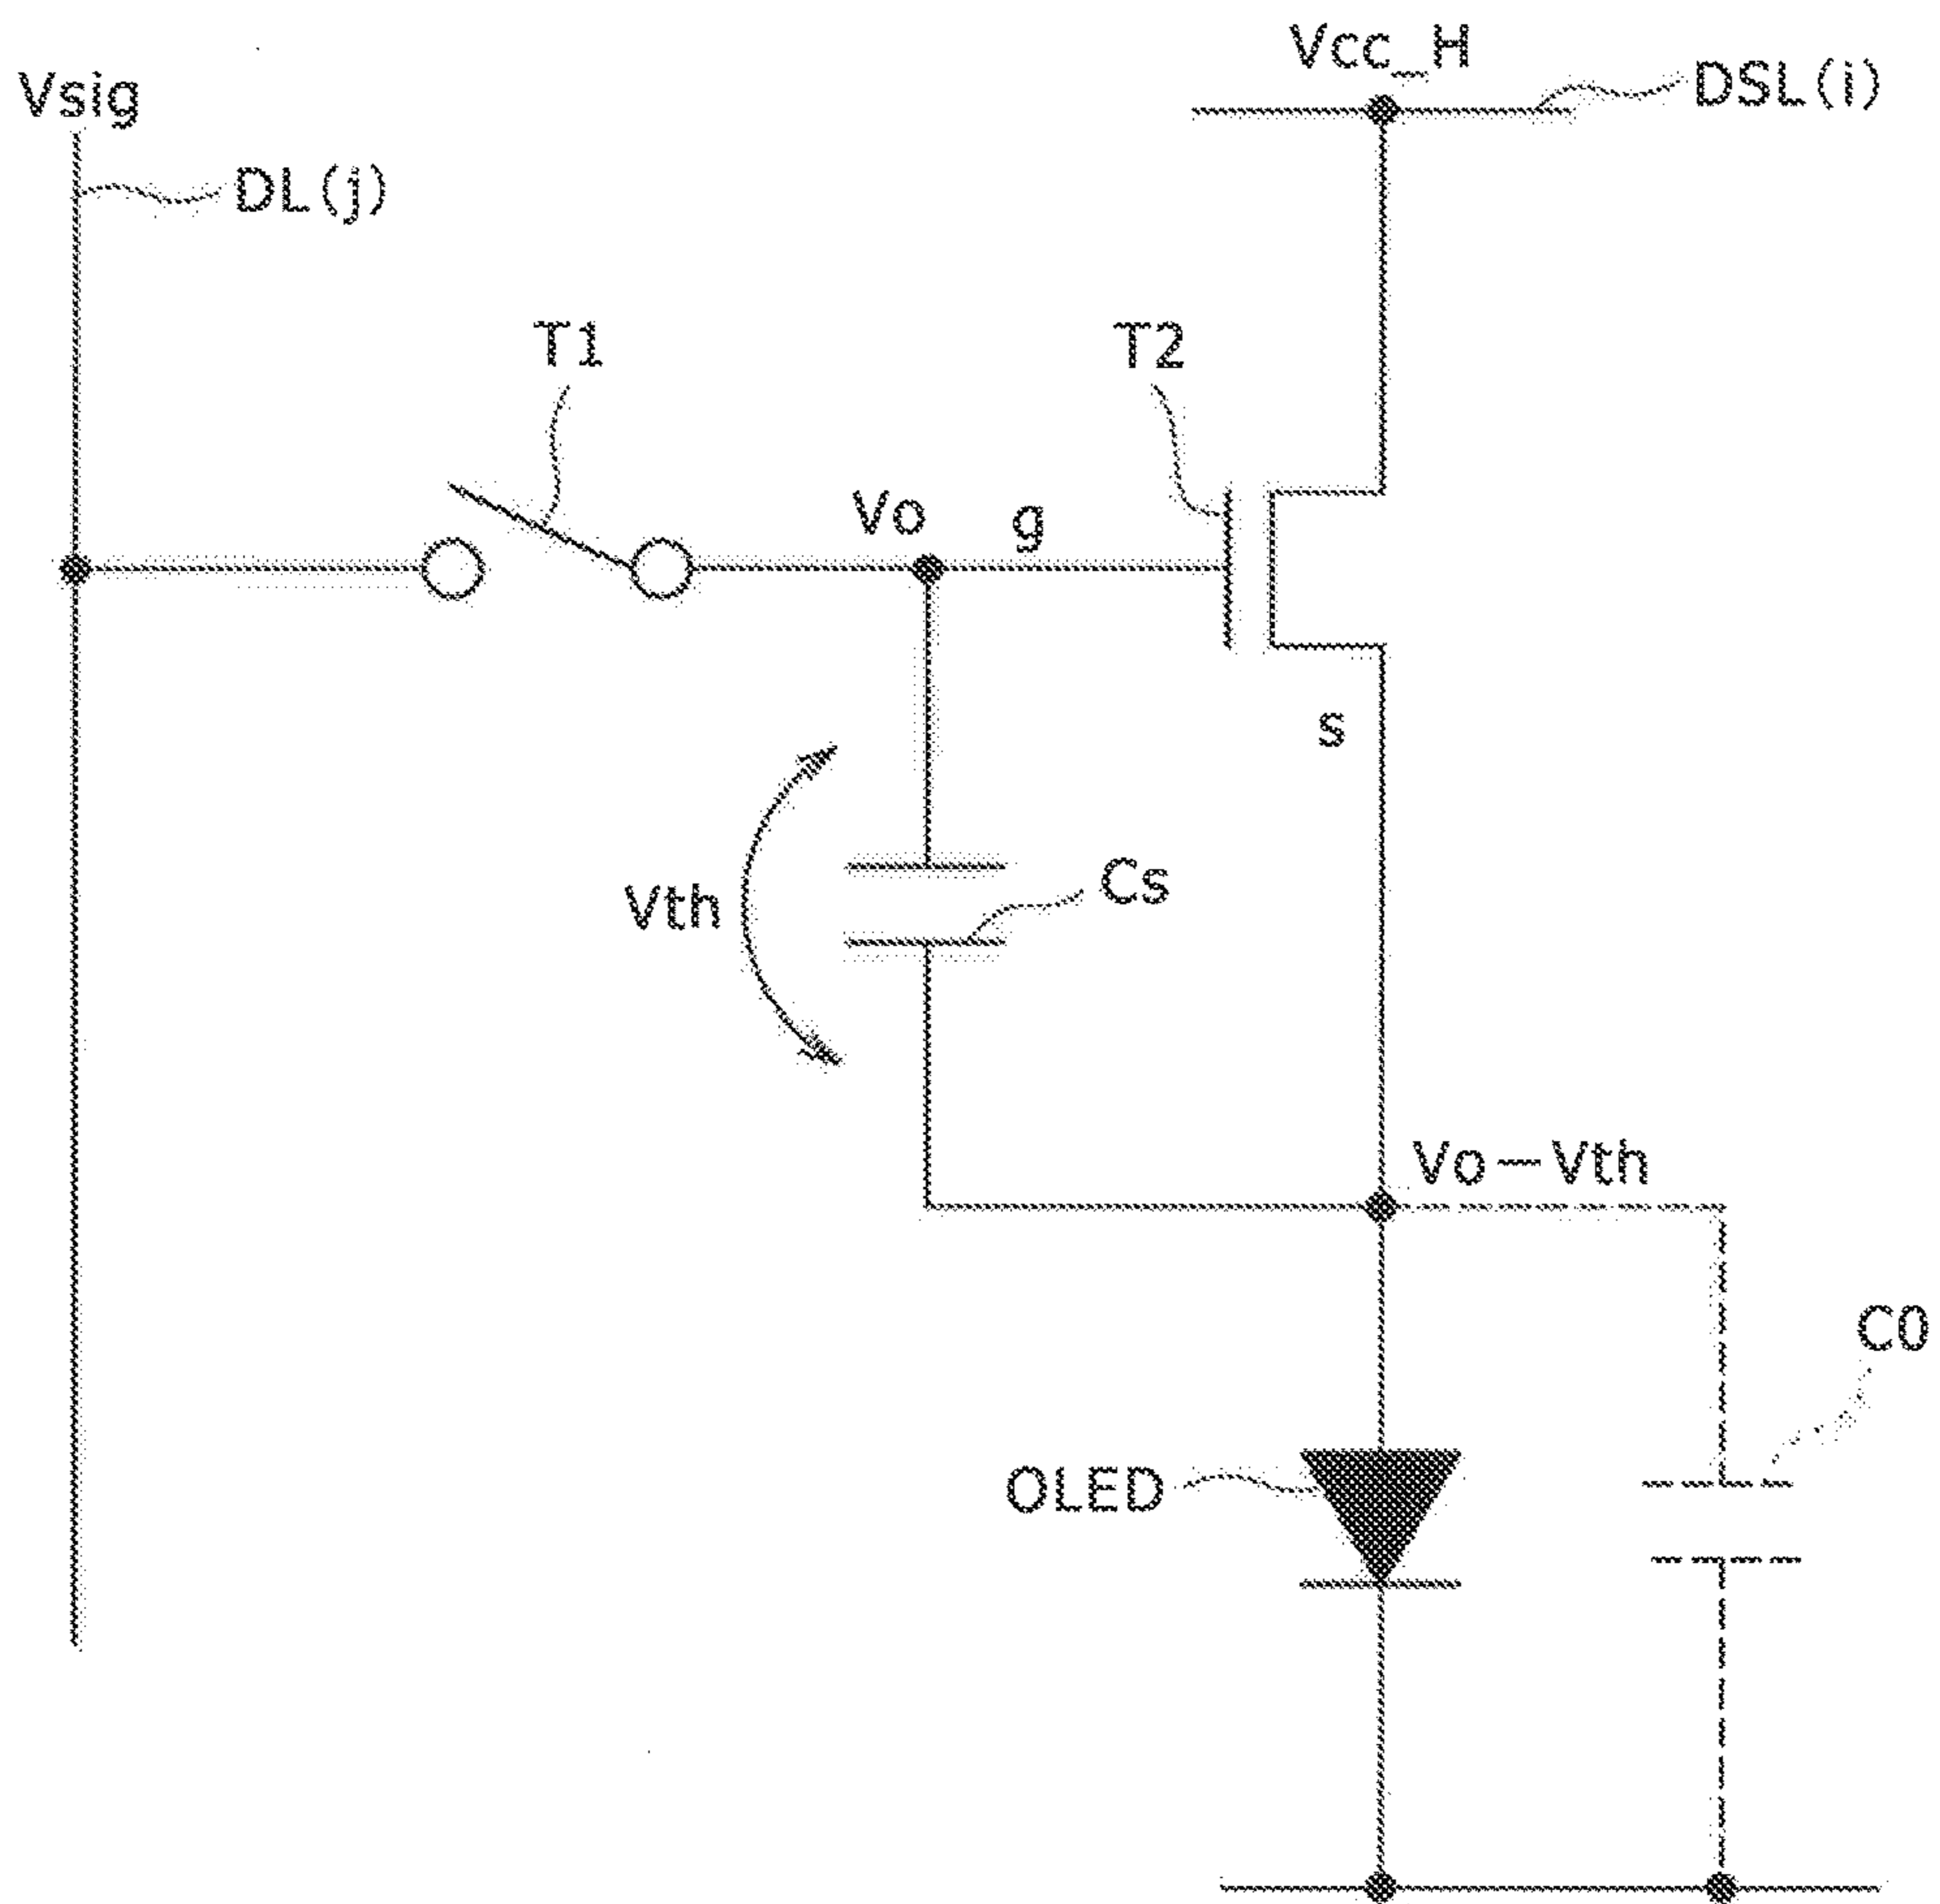 Vcc_H
DSL(i)
Vsig
DL(j)
T1
T2
Vo
g
s
Vth
Cs
Vo−Vth
C0
OLED